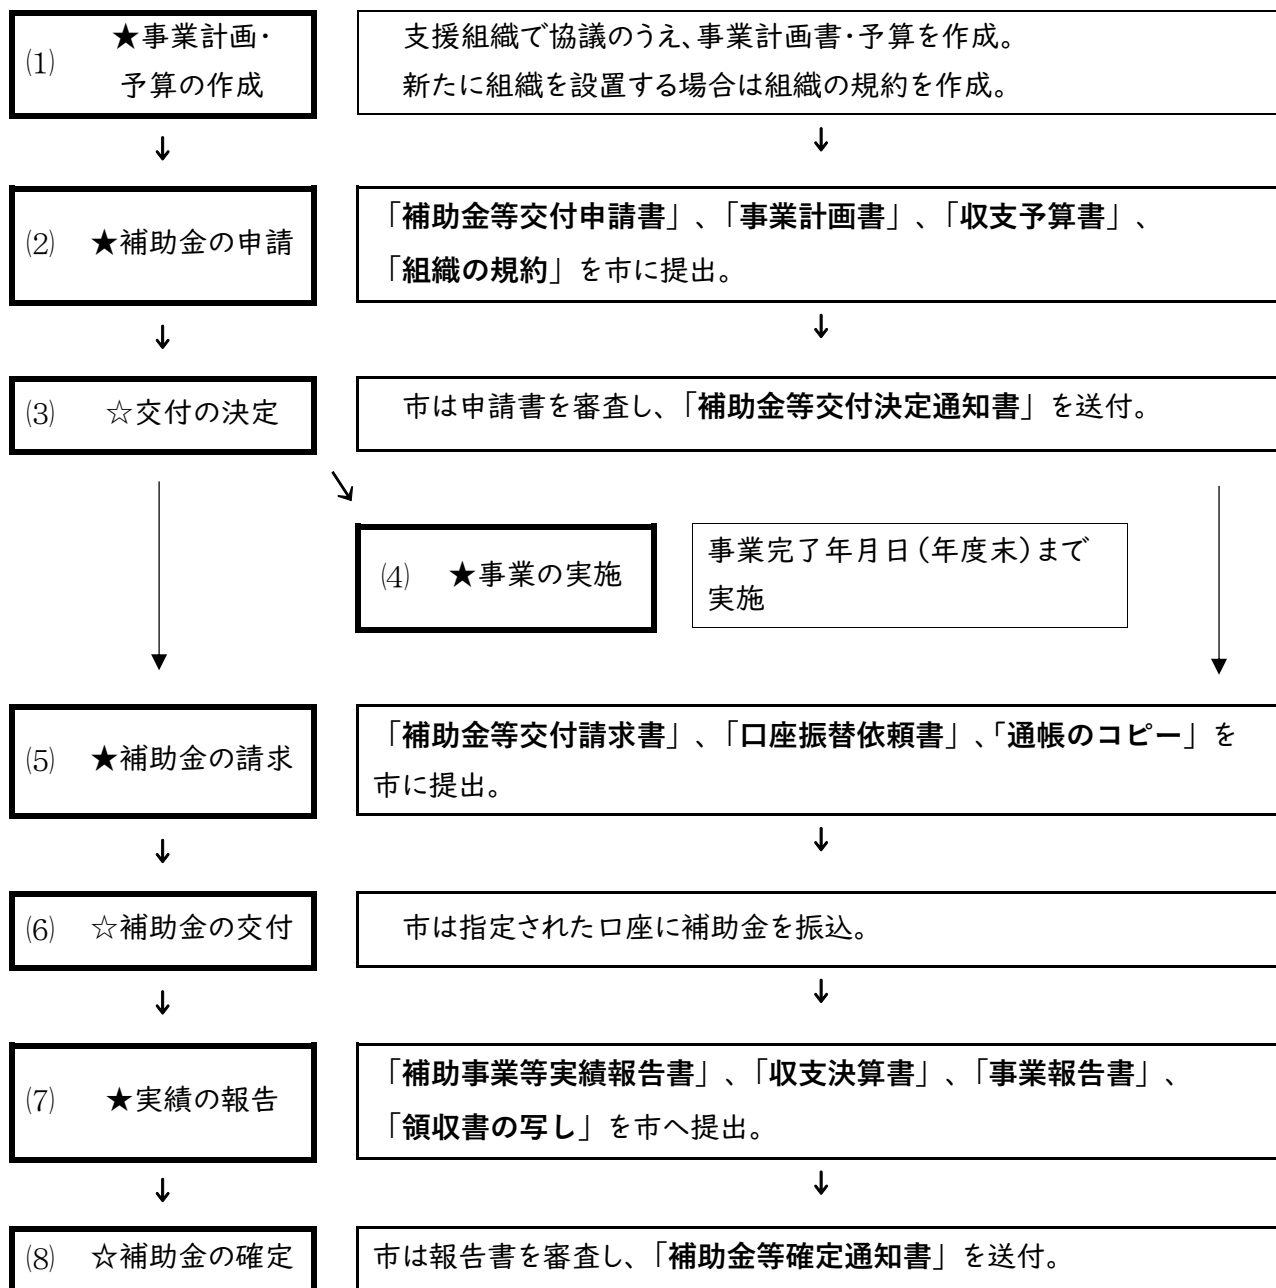 ⑴ ★事業計画・
予算の作成
支援組織で協議のうえ、事業計画書・予算を作成。
新たに組織を設置する場合は組織の規約を作成。
↓ ↓
⑵ ★補助金の申請
「補助金等交付申請書」、「事業計画書」、「収支予算書」、
「組織の規約」を市に提出。
↓ ↓
⑶ ☆交付の決定
市は申請書を審査し、「補助金等交付決定通知書」を送付。
↘
⑷ ★事業の実施
事業完了年月日(年度末)まで
実施
⑸ ★補助金の請求
「補助金等交付請求書」、「口座振替依頼書」、「通帳のコピー」を
市に提出。
↓ ↓
⑹ ☆補助金の交付
市は指定された口座に補助金を振込。
↓ ↓
⑺ ★実績の報告
「補助事業等実績報告書」、「収支決算書」、「事業報告書」、
「領収書の写し」を市へ提出。
↓ ↓
⑻ ☆補助金の確定
市は報告書を審査し、「補助金等確定通知書」を送付。